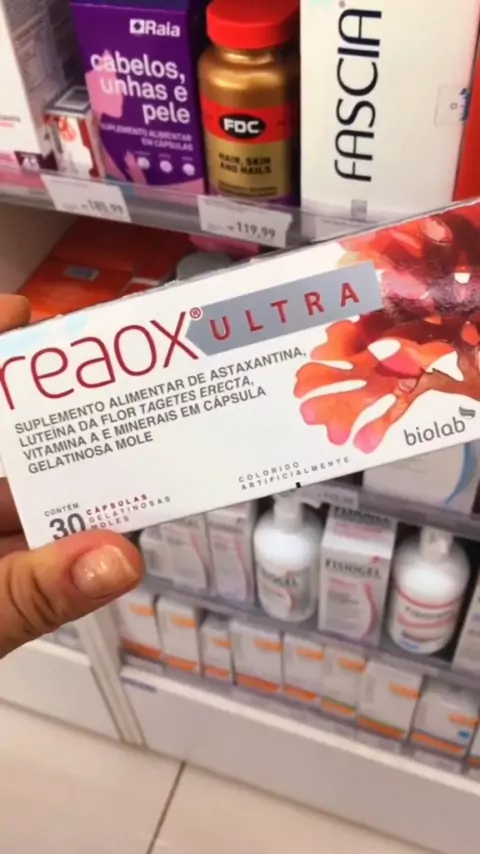 Raia
cabelos,
unhas e
pele
SUPLEMENTO ALIMENTAR
EM CÁPSULAS
FDC
HAIR, SKIN
AND NAILS
FASCIA
189,99
119,99
reaox® ULTRA
SUPLEMENTO ALIMENTAR DE ASTAXANTINA,
LUTEÍNA DA FLOR TAGETES ERECTA,
VITAMINA A E MINERAIS EM CÁPSULA
GELATINOSA MOLE
biolab
COLORIDO
ARTIFICIALMENTE
CONTÉM
30 CÁPSULAS
GELATINOSAS
MOLES
FISIOGEL